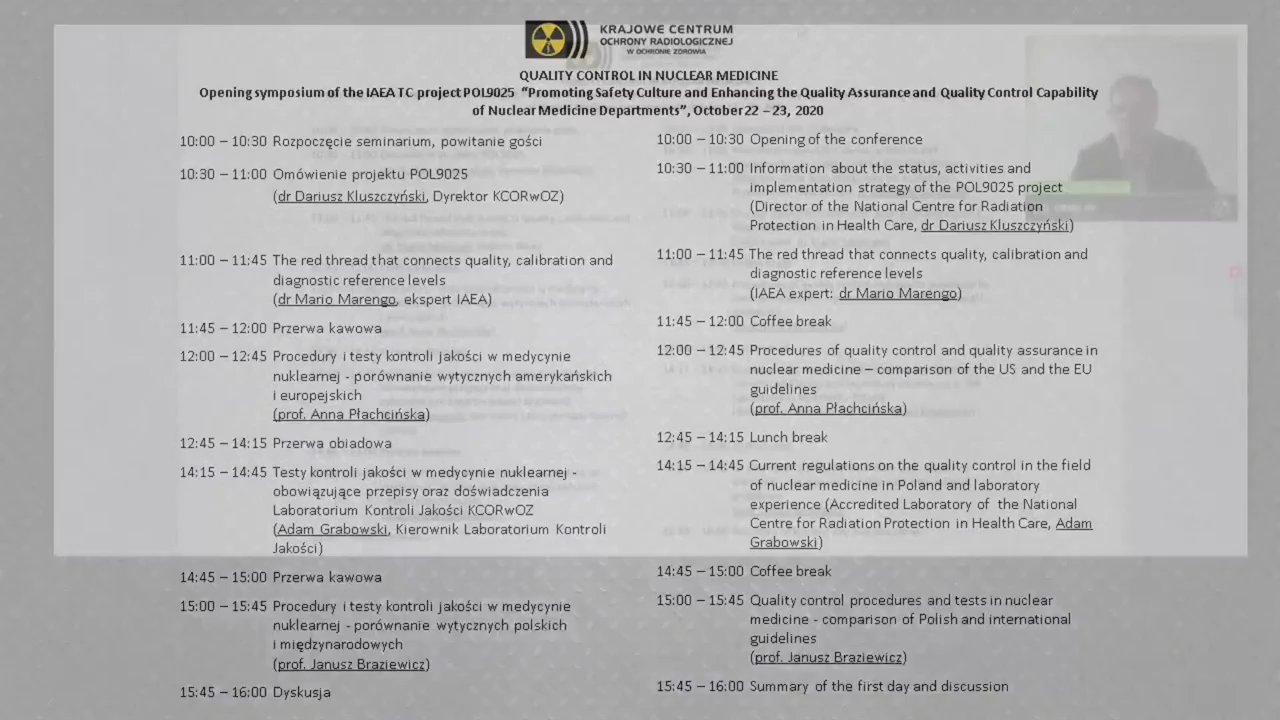 KRAJOWE CENTRUM
OCHRONY RADIOLOGICZNEJ
W OCHRONIE ZDROWIA
QUALITY CONTROL IN NUCLEAR MEDICINE
Opening symposium of the IAEA TC project POL9025 “Promoting Safety Culture and Enhancing the Quality Assurance and Quality Control Capability
of Nuclear Medicine Departments”, October 22 – 23, 2020
10:00 – 10:30 Rozpoczęcie seminarium, powitanie gości
10:30 – 11:00 Omówienie projektu POL9025
(dr Dariusz Kluszczyński, Dyrektor KCORwOZ)
11:00 – 11:45 The red thread that connects quality, calibration and
diagnostic reference levels
(dr Mario Marengo, ekspert IAEA)
11:45 – 12:00 Przerwa kawowa
12:00 – 12:45 Procedury i testy kontroli jakości w medycynie
nuklearnej - porównanie wytycznych amerykańskich
i europejskich
(prof. Anna Płachcińska)
12:45 – 14:15 Przerwa obiadowa
14:15 – 14:45 Testy kontroli jakości w medycynie nuklearnej -
obowiązujące przepisy oraz doświadczenia
Laboratorium Kontroli Jakości KCORwOZ
(Adam Grabowski, Kierownik Laboratorium Kontroli
Jakości)
14:45 – 15:00 Przerwa kawowa
15:00 – 15:45 Procedury i testy kontroli jakości w medycynie
nuklearnej - porównanie wytycznych polskich
i międzynarodowych
(prof. Janusz Braziewicz)
15:45 – 16:00 Dyskusja
10:00 – 10:30 Opening of the conference
10:30 – 11:00 Information about the status, activities and
implementation strategy of the POL9025 project
(Director of the National Centre for Radiation
Protection in Health Care, dr Dariusz Kluszczyński)
11:00 – 11:45 The red thread that connects quality, calibration and
diagnostic reference levels
(IAEA expert: dr Mario Marengo)
11:45 – 12:00 Coffee break
12:00 – 12:45 Procedures of quality control and quality assurance in
nuclear medicine – comparison of the US and the EU
guidelines
(prof. Anna Płachcińska)
12:45 – 14:15 Lunch break
14:15 – 14:45 Current regulations on the quality control in the field
of nuclear medicine in Poland and laboratory
experience (Accredited Laboratory of the National
Centre for Radiation Protection in Health Care, Adam
Grabowski)
14:45 – 15:00 Coffee break
15:00 – 15:45 Quality control procedures and tests in nuclear
medicine - comparison of Polish and international
guidelines
(prof. Janusz Braziewicz)
15:45 – 16:00 Summary of the first day and discussion